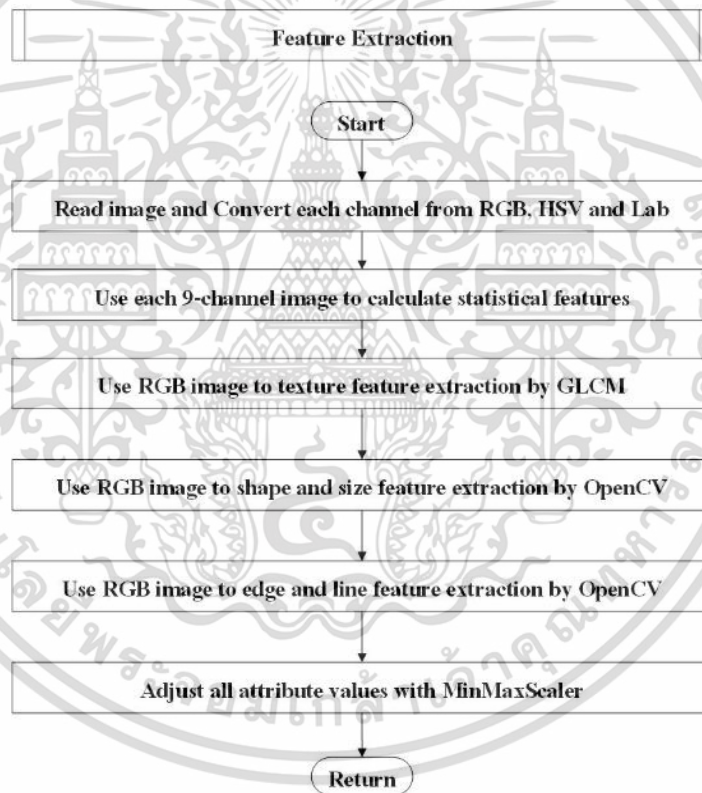 Feature Extraction
Start
Read image and Convert each channel from RGB, HSV and Lab
Use each 9-channel image to calculate statistical features
Use RGB image to texture feature extraction by GLCM
Use RGB image to shape and size feature extraction by OpenCV
Use RGB image to edge and line feature extraction by OpenCV
Adjust all attribute values with MinMaxScaler
Return